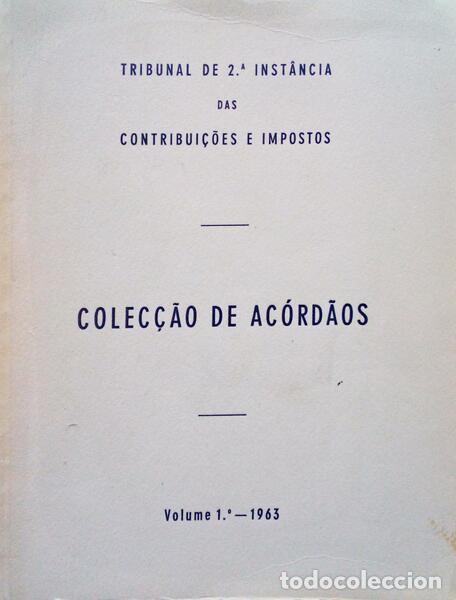 TRIBUNAL DE 2.ª INSTÂNCIA
DAS
CONTRIBUIÇÕES E IMPOSTOS
COLECÇÃO DE ACÓRDÃOS
Volume 1.º — 1963
todocoleccion